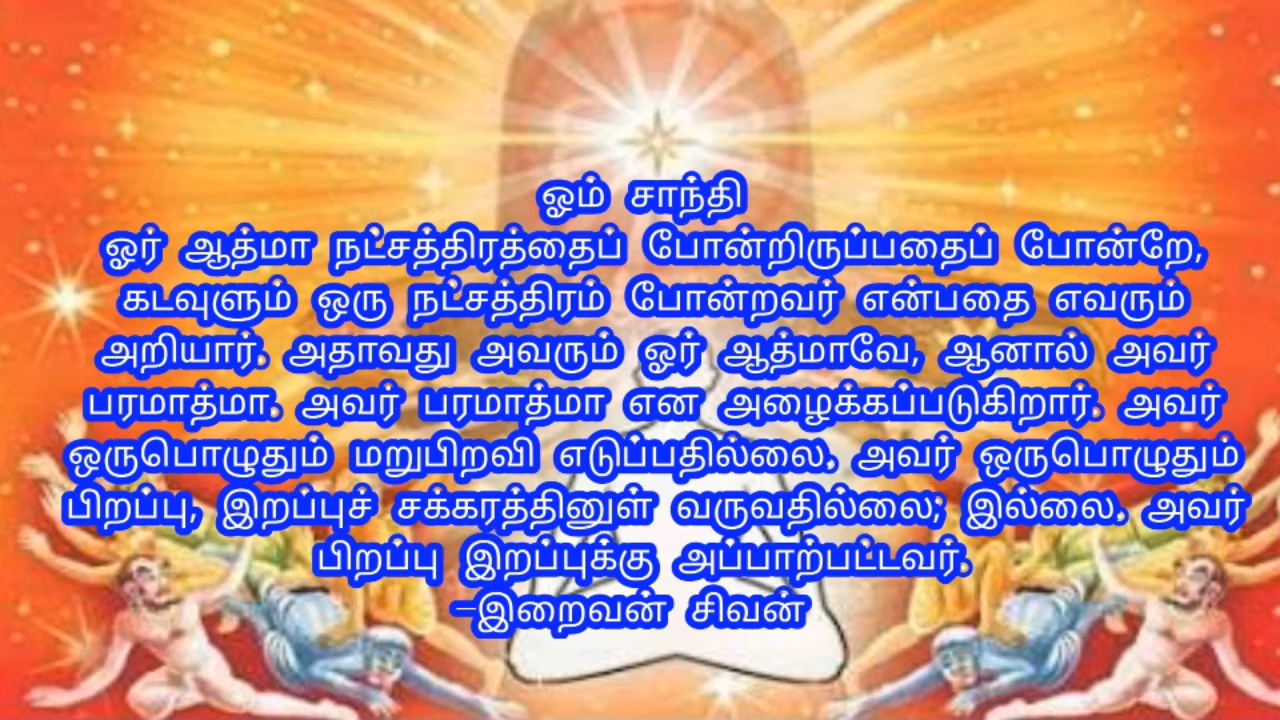 ஓம் சாந்தி
ஓர் ஆத்மா நட்சத்திரத்தைப் போன்றிருப்பதைப் போன்றே,
கடவுளும் ஒரு நட்சத்திரம் போன்றவர் என்பதை எவரும்
அறியார். அதாவது அவரும் ஓர் ஆத்மாவே, ஆனால் அவர்
பரமாத்மா. அவர் பரமாத்மா என அழைக்கப்படுகிறார். அவர்
ஒருபொழுதும் மறுபிறவி எடுப்பதில்லை. அவர் ஒருபொழுதும்
பிறப்பு, இறப்புச் சக்கரத்தினுள் வருவதில்லை; இல்லை. அவர்
பிறப்பு இறப்புக்கு அப்பாற்பட்டவர்.
-இறைவன் சிவன்